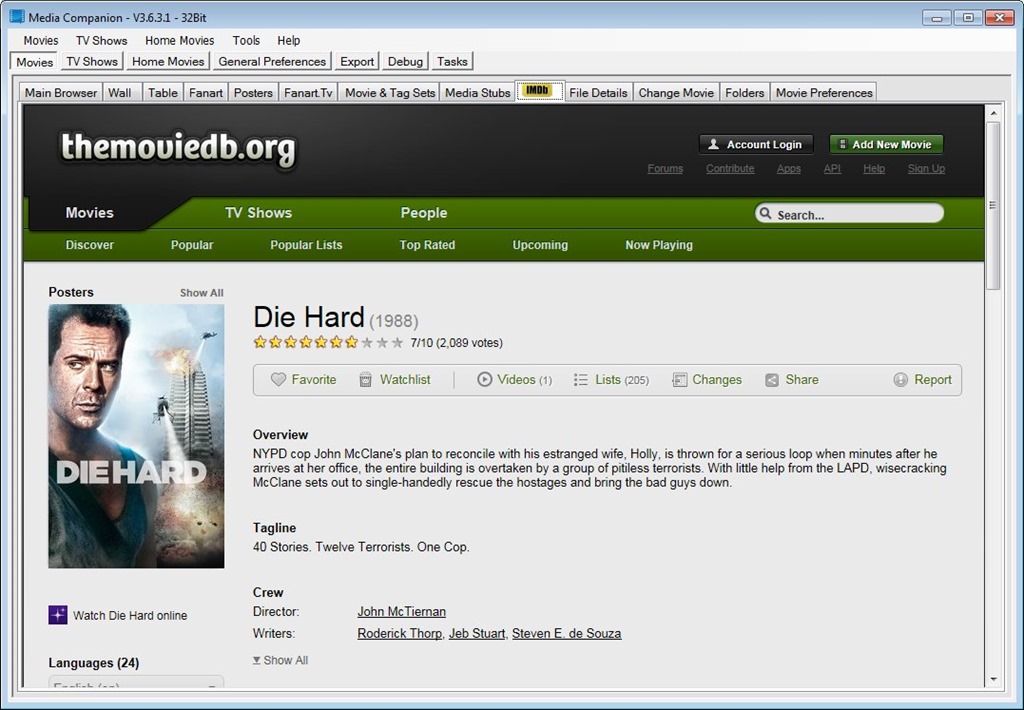 Media Companion - V3.6.3.1 - 32Bit
Movies TV Shows Home Movies Tools Help
Movies TV Shows Home Movies General Preferences Export Debug Tasks
Main Browser Wall Table Fanart Posters Fanart.Tv Movie & Tag Sets Media Stubs IMDb File Details Change Movie Folders Movie Preferences
themoviedb.org
Account Login Add New Movie
Forums Contribute Apps API Help Sign Up
Movies TV Shows People Search...
Discover Popular Popular Lists Top Rated Upcoming Now Playing
Posters Show All
DIE HARD
Watch Die Hard online
Languages (24)
English (en)
Die Hard (1988)
7/10 (2,089 votes)
Favorite Watchlist Videos (1) Lists (205) Changes Share Report
Overview
NYPD cop John McClane's plan to reconcile with his estranged wife, Holly, is thrown for a serious loop when minutes after he
arrives at her office, the entire building is overtaken by a group of pitiless terrorists. With little help from the LAPD, wisecracking
McClane sets out to single-handedly rescue the hostages and bring the bad guys down.
Tagline
40 Stories. Twelve Terrorists. One Cop.
Crew
Director: John McTiernan
Writers: Roderick Thorp, Jeb Stuart, Steven E. de Souza
Show All